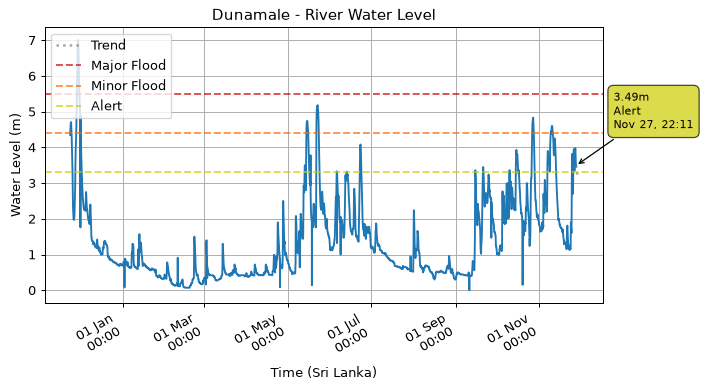 Dunamale - River Water Level
Water Level (m)
7
6
5
4
3
2
1
0
Trend
Major Flood
Minor Flood
Alert
3.49m
Alert
Nov 27, 22:11
01 Jan
00:00
01 Mar
00:00
01 May
00:00
01 Jul
00:00
01 Sep
00:00
01 Nov
00:00
Time (Sri Lanka)